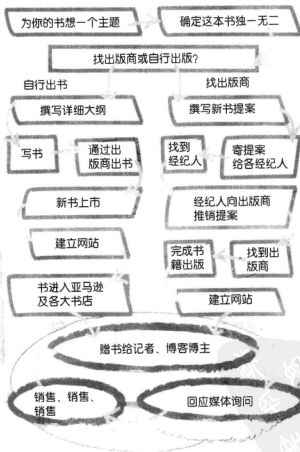 为你的书想一个主题
确定这本书独一无二
找出版商或自行出版?
自行出书
找出版商
撰写详细大纲
撰写新书提案
写书
通过出
版商出书
找到
经纪人
寄提案
给各经纪人
新书上市
经纪人向出版商
推销提案
建立网站
完成书
籍出版
找到出
版商
书进入亚马逊
及各大书店
建立网站
赠书给记者、博客博主
销售、销售、
销售
回应媒体询问